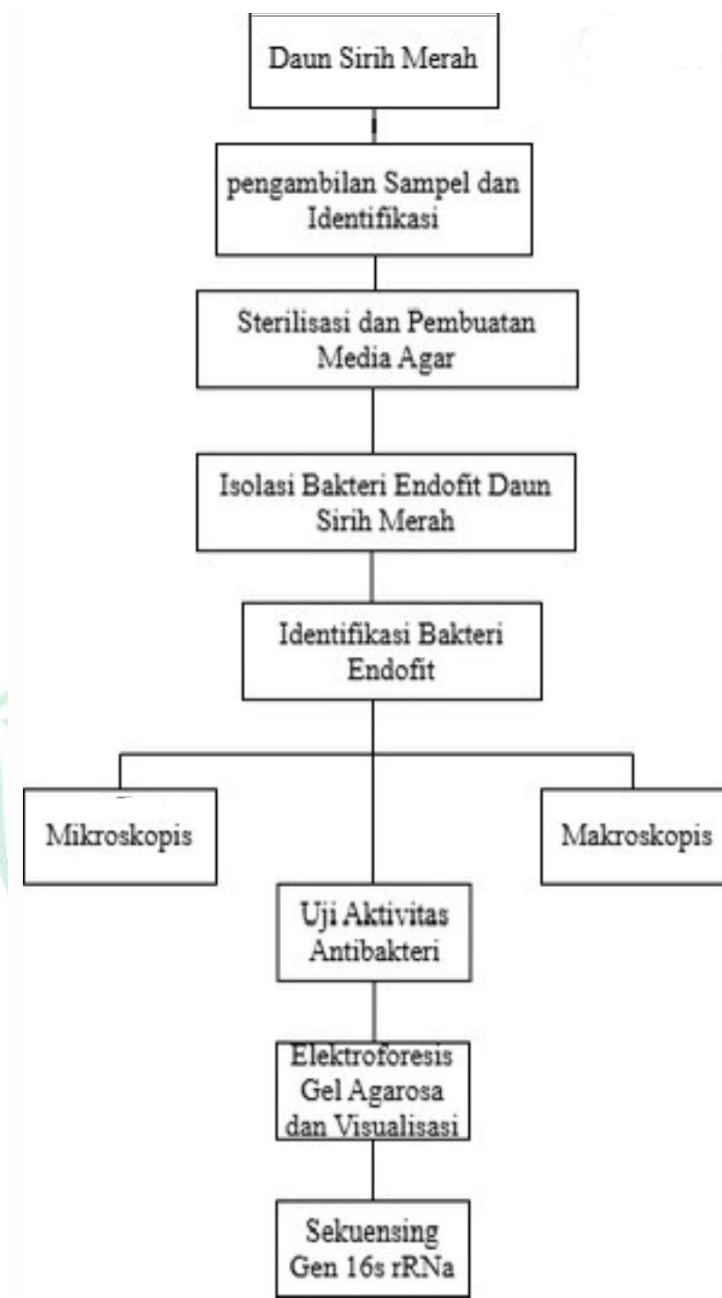 Daun Sirih Merah
pengambilan Sampel dan
Identifikasi
Sterilisasi dan Pembuatan
Media Agar
Isolasi Bakteri Endofit Daun
Sirih Merah
Identifikasi Bakteri
Endofit
Mikroskopis
Makroskopis
Uji Aktivitas
Antibakteri
Elektroforesis
Gel Agarosa
dan Visualisasi
Sekuensing
Gen 16s rRNa